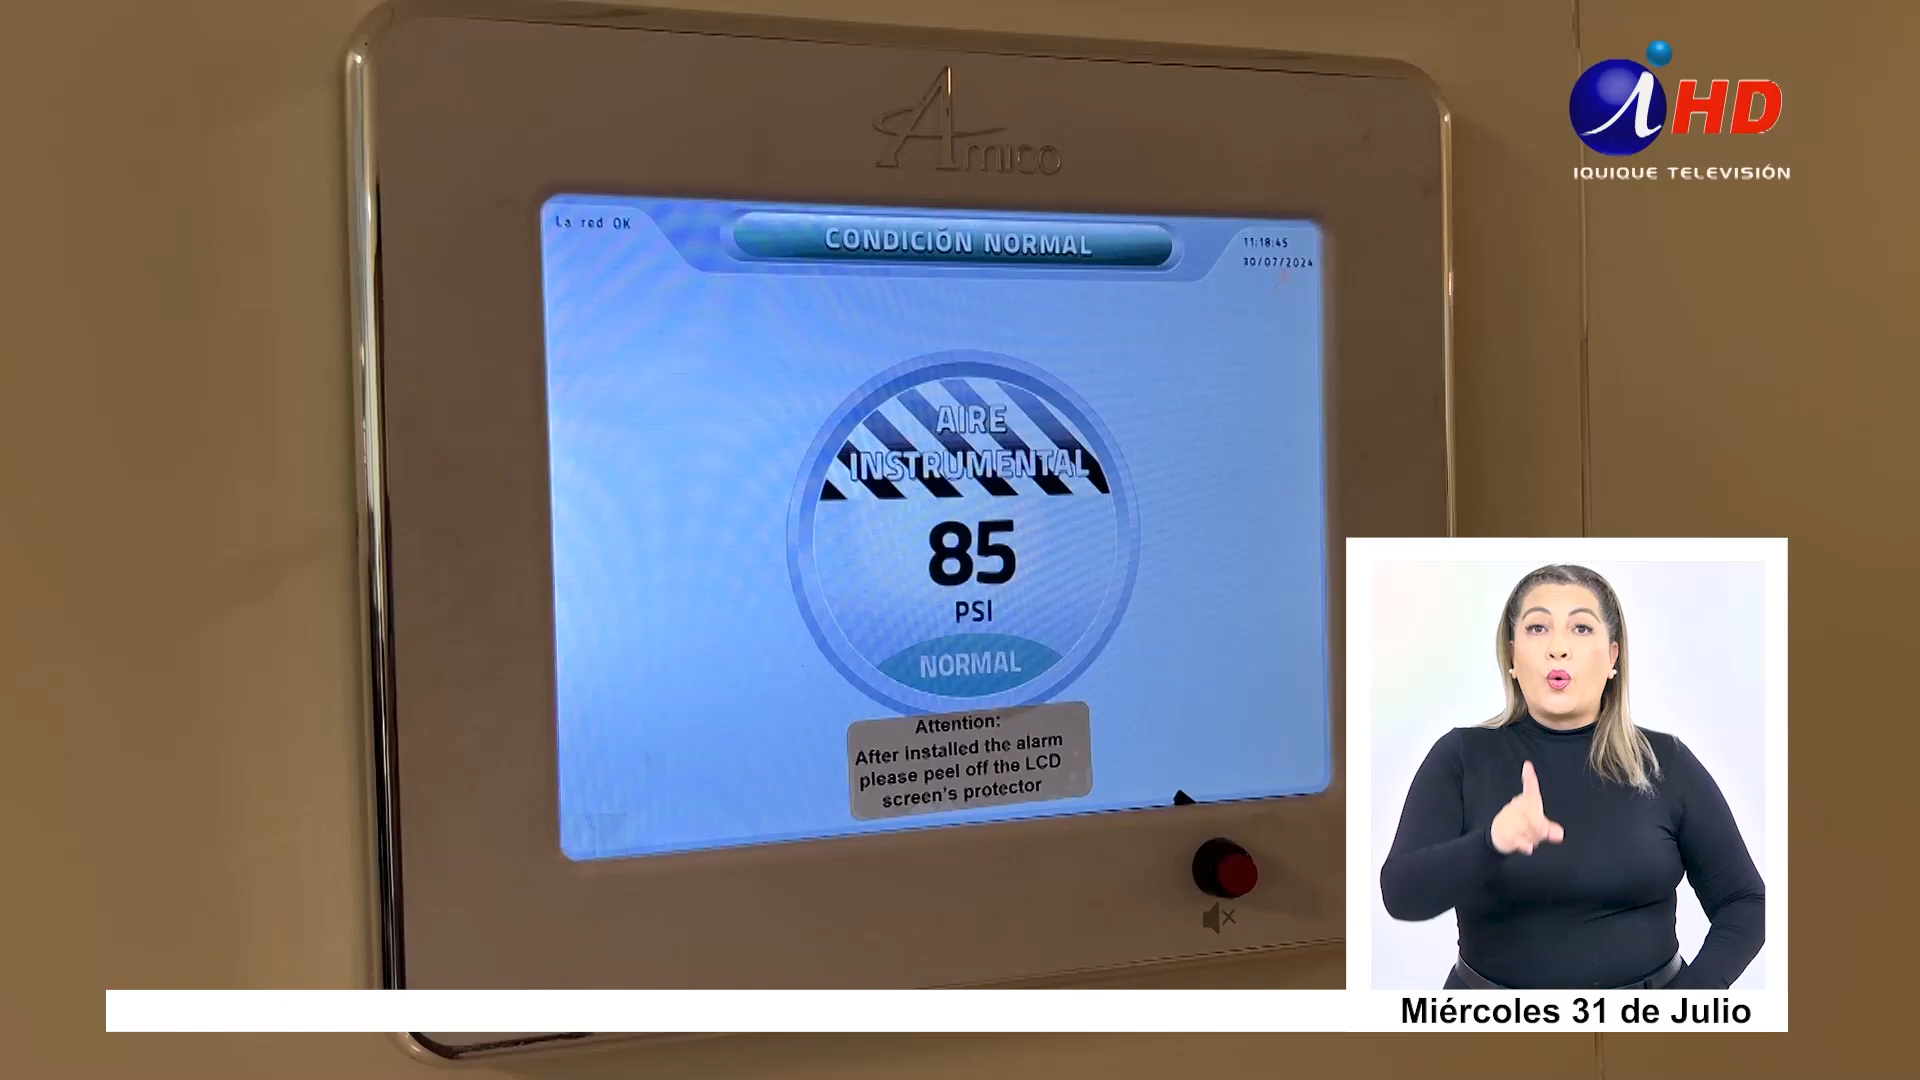 Amico
HD
IQUIQUE TELEVISIÓN
La red OK
CONDICIÓN NORMAL
11:18:45
30/07/2024
AIRE
INSTRUMENTAL
85
PSI
NORMAL
Attention:
After installed the alarm
please peel off the LCD
screen's protector
Miércoles 31 de Julio